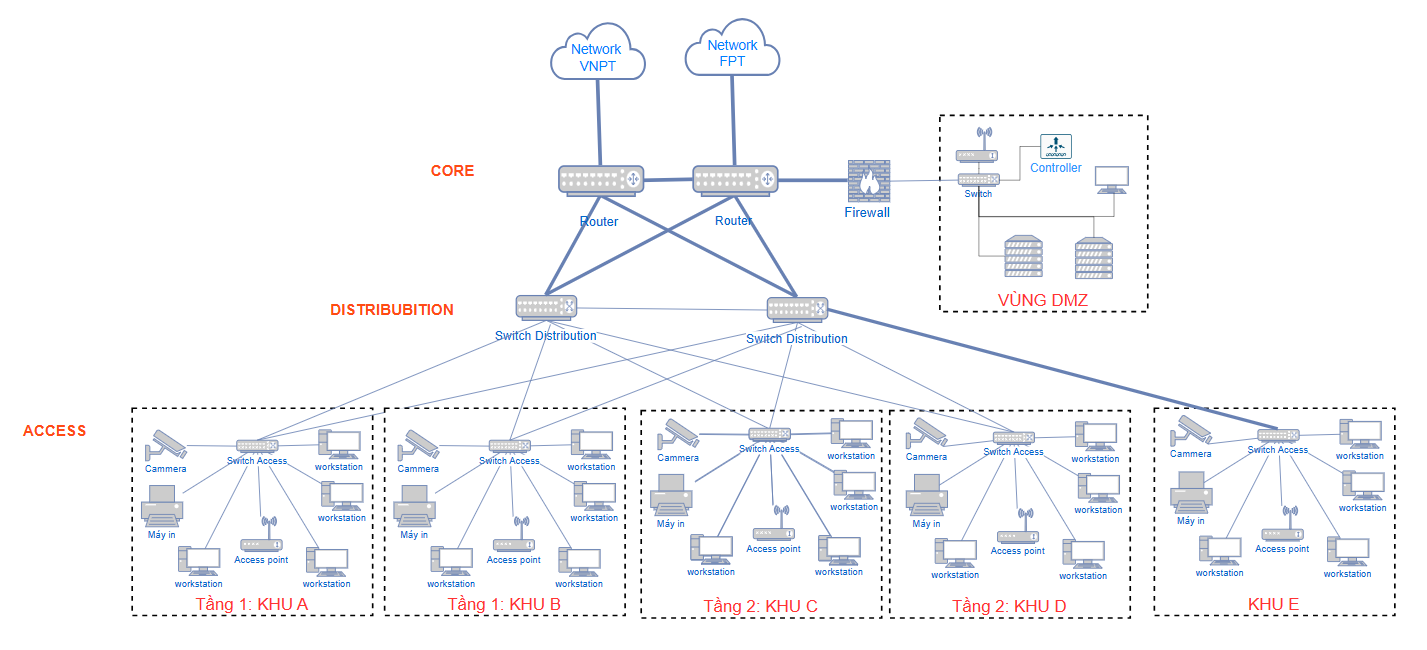 Network
VNPT
Network
FPT
CORE
Router
Router
Firewall
Controller
Switch
VÙNG DMZ
DISTRIBUBITION
Switch Distribution
Switch Distribution
ACCESS
Cammera
Switch Access
workstation
workstation
Máy in
Access point
workstation
workstation
Tầng 1: KHU A
Cammera
Switch Access
workstation
workstation
Máy in
Access point
workstation
workstation
Tầng 1: KHU B
Cammera
Switch Access
workstation
workstation
Máy in
Access point
workstation
workstation
Tầng 2: KHU C
Cammera
Switch Access
workstation
workstation
Máy in
Access point
workstation
workstation
Tầng 2: KHU D
Cammera
Switch Access
workstation
workstation
Máy in
Access point
workstation
workstation
KHU E